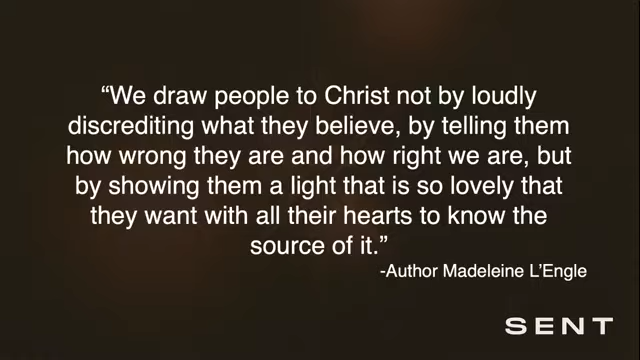 “We draw people to Christ not by loudly
discrediting what they believe, by telling them
how wrong they are and how right we are, but
by showing them a light that is so lovely that
they want with all their hearts to know the
source of it.”
-Author Madeleine L’Engle
SENT